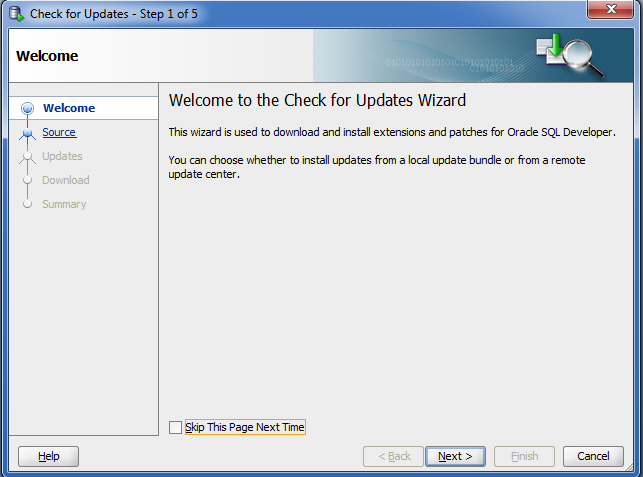 Check for Updates - Step 1 of 5
Welcome
0101010101010101010101010101
01010101010
Welcome
Source
Updates
Download
Summary
Welcome to the Check for Updates Wizard
This wizard is used to download and install extensions and patches for Oracle SQL Developer.
You can choose whether to install updates from a local update bundle or from a remote
update center.
Skip This Page Next Time
Help
< Back
Next >
Finish
Cancel